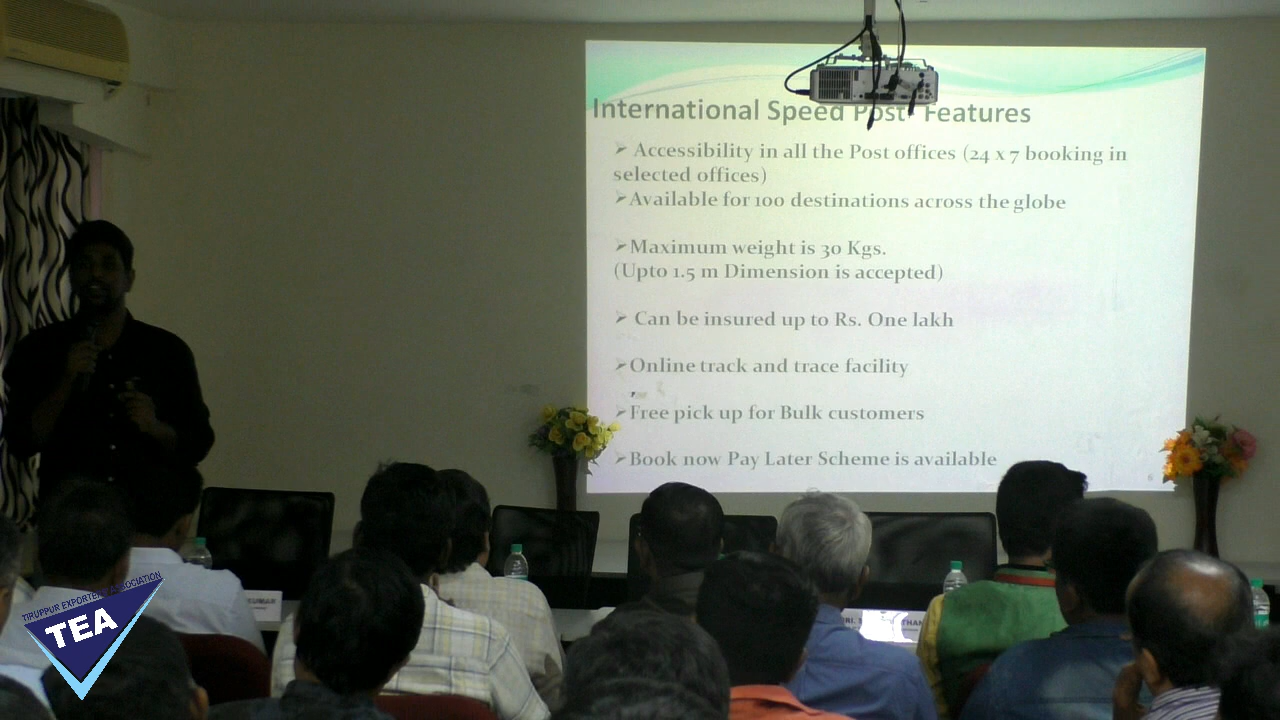 International Speed Post Features
➢ Accessibility in all the Post offices (24 x 7 booking in
selected offices)
➢Available for 100 destinations across the globe
➢Maximum weight is 30 Kgs.
(Upto 1.5 m Dimension is accepted)
➢ Can be insured up to Rs. One lakh
➢Online track and trace facility
➢Free pick up for Bulk customers
➢Book now Pay Later Scheme is available
TEA